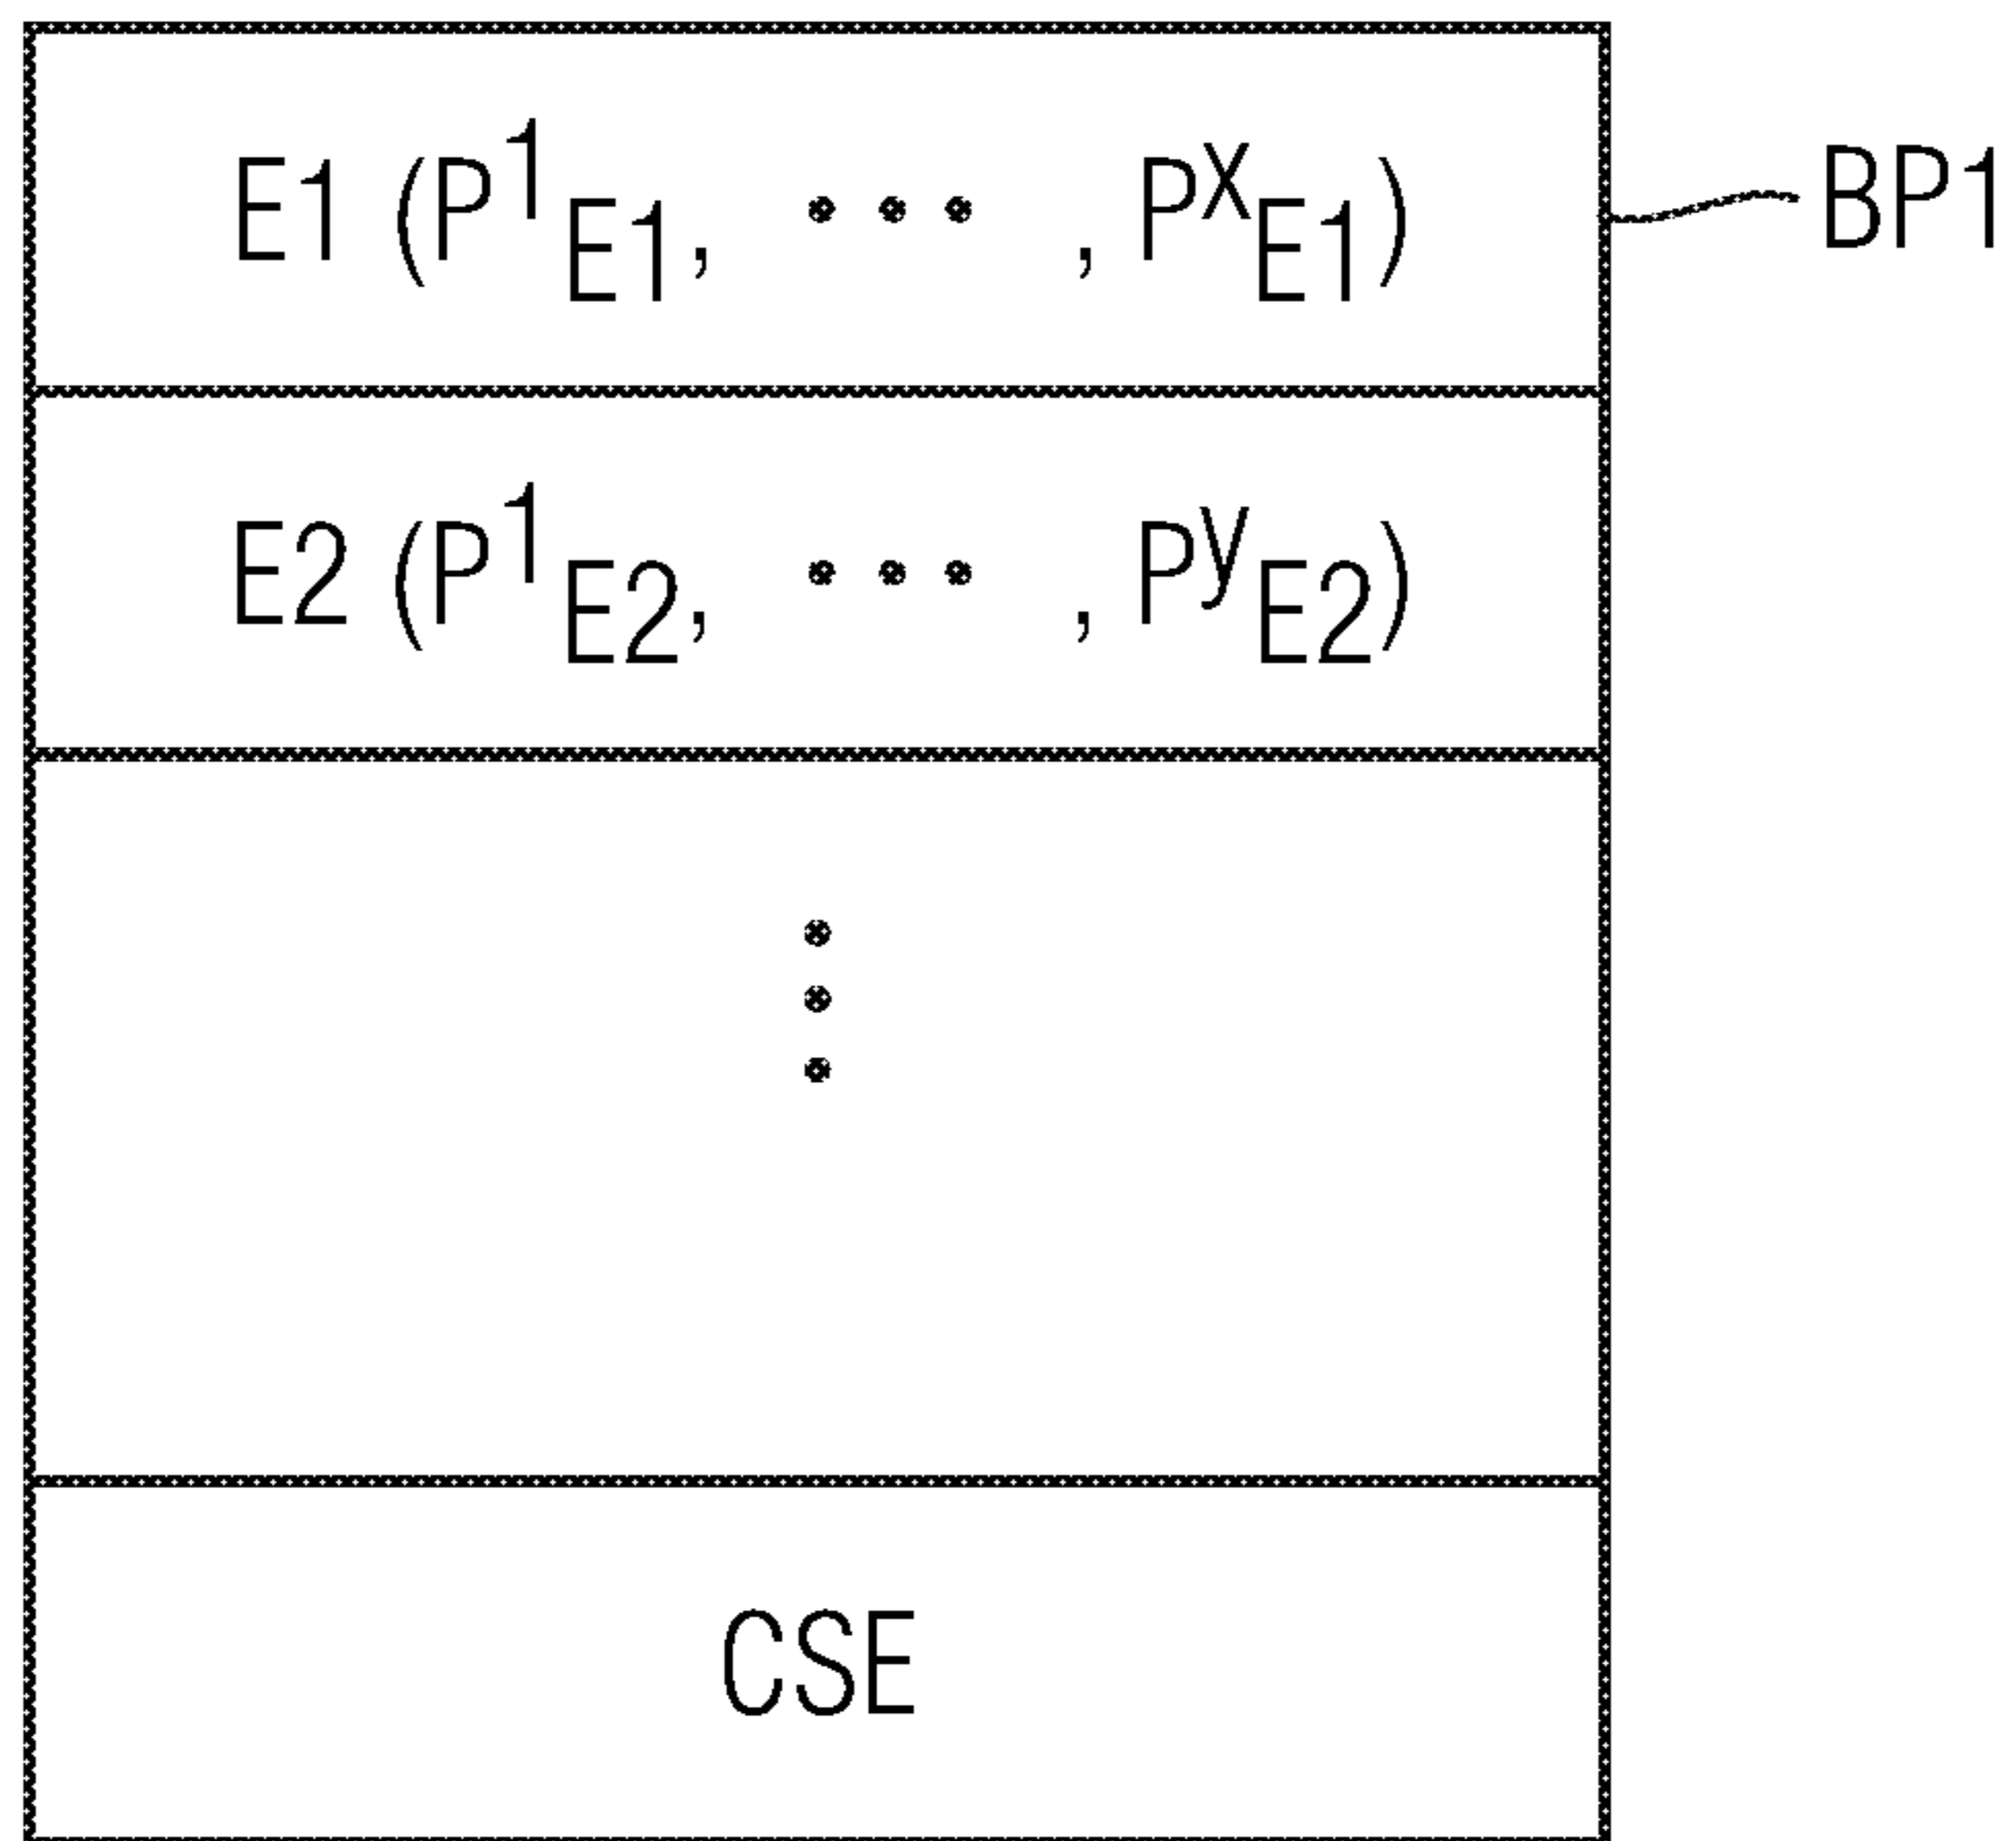 E1 (P¹E1, ••• , PˣE1) BP1
E2 (P¹E2, ••• , PʸE2)
CSE